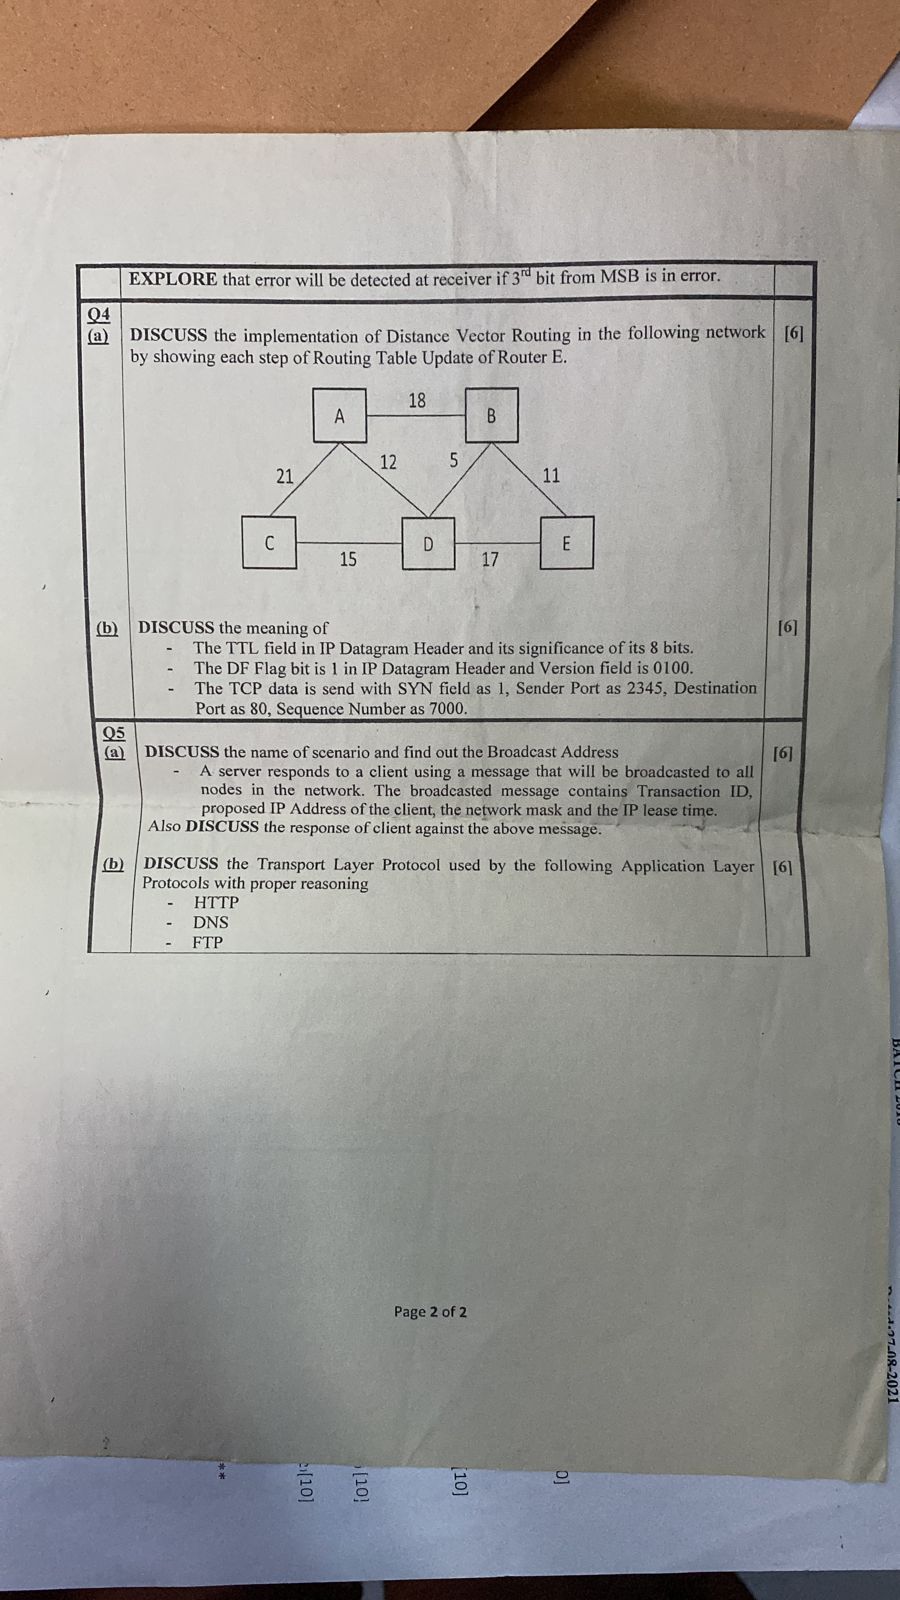 EXPLORE that error will be detected at receiver if 3rd bit from MSB is in error.
Q4
(a) DISCUSS the implementation of Distance Vector Routing in the following network [6]
by showing each step of Routing Table Update of Router E.
A 18 B
21 12 5 11
C 15 D 17 E
(b) DISCUSS the meaning of [6]
- The TTL field in IP Datagram Header and its significance of its 8 bits.
- The DF Flag bit is 1 in IP Datagram Header and Version field is 0100.
- The TCP data is send with SYN field as 1, Sender Port as 2345, Destination
Port as 80, Sequence Number as 7000.
Q5
(a) DISCUSS the name of scenario and find out the Broadcast Address [6]
- A server responds to a client using a message that will be broadcasted to all
nodes in the network. The broadcasted message contains Transaction ID,
proposed IP Address of the client, the network mask and the IP lease time.
Also DISCUSS the response of client against the above message.
(b) DISCUSS the Transport Layer Protocol used by the following Application Layer [6]
Protocols with proper reasoning
- HTTP
- DNS
- FTP
Page 2 of 2
27-08-2021
**
[10]
[10]
[10]
0]